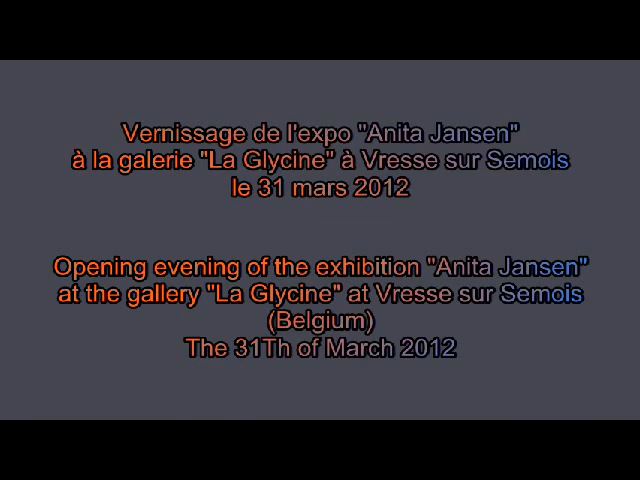 Vernissage de l'expo "Anita Jansen"
à la galerie "La Glycine" à Vresse sur Semois
le 31 mars 2012
Opening evening of the exhibition "Anita Jansen"
at the gallery "La Glycine" at Vresse sur Semois
(Belgium)
The 31Th of March 2012